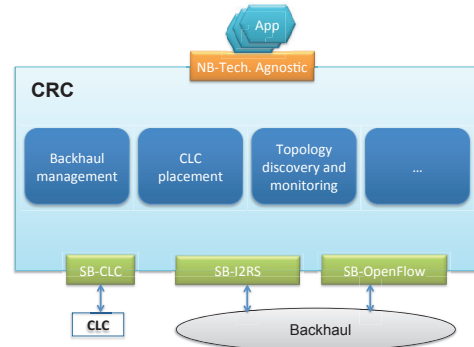 App
NB-Tech. Agnostic
CRC
Backhaul
management
CLC
placement
Topology
discovery and
monitoring
...
SB-CLC
SB-I2RS
SB-OpenFlow
CLC
Backhaul